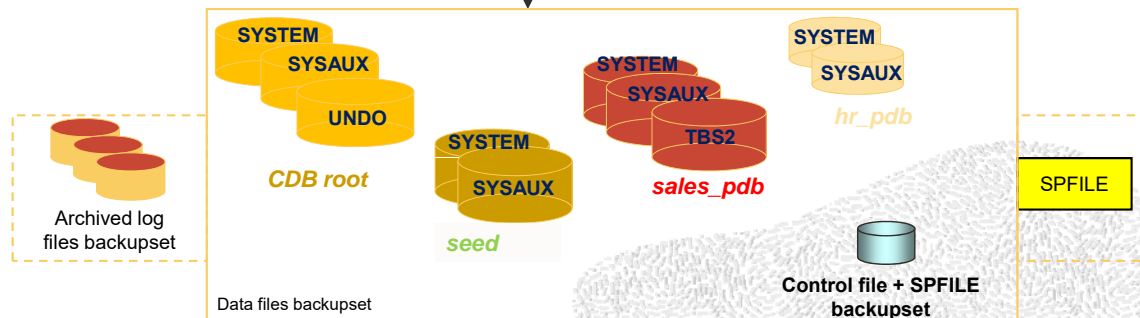 SYSTEM
SYSAUX
UNDO
CDB root
SYSTEM
SYSAUX
seed
SYSTEM
SYSAUX
TBS2
sales_pdb
SYSTEM
SYSAUX
hr_pdb
Archived log
files backupset
SPFILE
Control file + SPFILE
backupset
Data files backupset